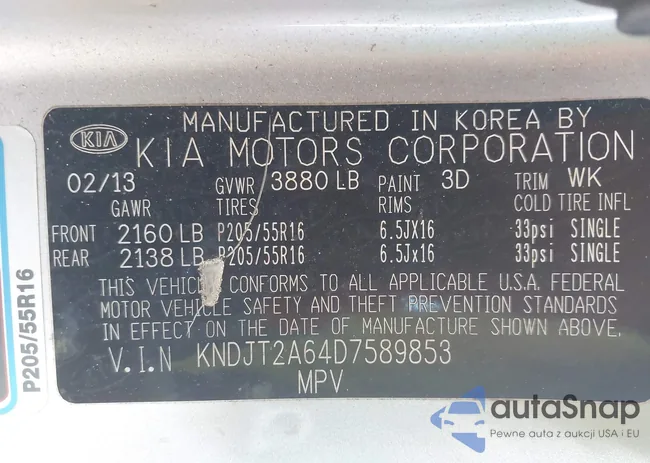 MANUFACTURED IN KOREA BY
KIA KIA MOTORS CORPORATION
02/13 GVWR 3880 LB PAINT 3D TRIM WK
GAWR TIRES RIMS COLD TIRE INFL
FRONT 2160 LB P205/55R16 6.5JX16 33psi SINGLE
REAR 2138 LB P205/55R16 6.5Jx16 33psi SINGLE
THIS VEHICLE CONFORMS TO ALL APPLICABLE U.S.A. FEDERAL
MOTOR VEHICLE SAFETY AND THEFT PREVENTION STANDARDS
IN EFFECT ON THE DATE OF MANUFACTURE SHOWN ABOVE.
V.I.N KNDJT2A64D7589853
MPV
P205/55R16
autaSnap
Pewne auta z aukcji USA i EU